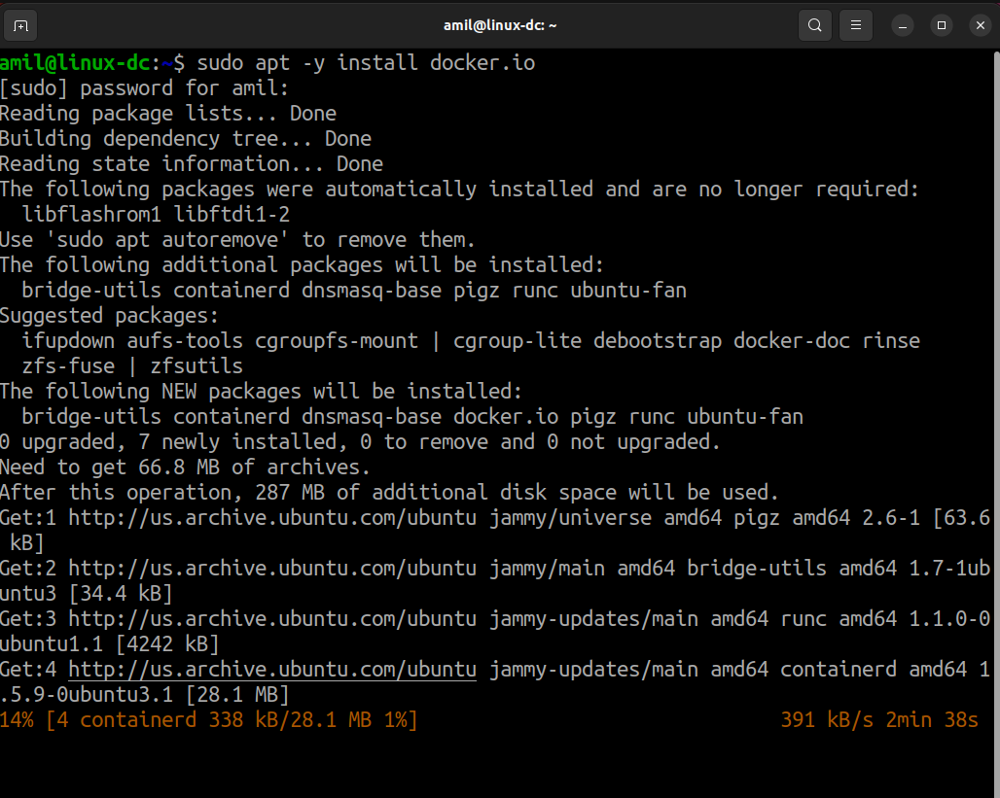 amil@linux-dc: ~
amil@linux-dc:~$ sudo apt -y install docker.io
[sudo] password for amil:
Reading package lists... Done
Building dependency tree... Done
Reading state information... Done
The following packages were automatically installed and are no longer required:
  libflashrom1 libftdi1-2
Use 'sudo apt autoremove' to remove them.
The following additional packages will be installed:
  bridge-utils containerd dnsmasq-base pigz runc ubuntu-fan
Suggested packages:
  ifupdown aufs-tools cgroupfs-mount | cgroup-lite debootstrap docker-doc rinse
  zfs-fuse | zfsutils
The following NEW packages will be installed:
  bridge-utils containerd dnsmasq-base docker.io pigz runc ubuntu-fan
0 upgraded, 7 newly installed, 0 to remove and 0 not upgraded.
Need to get 66.8 MB of archives.
After this operation, 287 MB of additional disk space will be used.
Get:1 http://us.archive.ubuntu.com/ubuntu jammy/universe amd64 pigz amd64 2.6-1 [63.6
 kB]
Get:2 http://us.archive.ubuntu.com/ubuntu jammy/main amd64 bridge-utils amd64 1.7-1ub
untu3 [34.4 kB]
Get:3 http://us.archive.ubuntu.com/ubuntu jammy-updates/main amd64 runc amd64 1.1.0-0
ubuntu1.1 [4242 kB]
Get:4 http://us.archive.ubuntu.com/ubuntu jammy-updates/main amd64 containerd amd64 1
.5.9-0ubuntu3.1 [28.1 MB]
14% [4 containerd 338 kB/28.1 MB 1%] 391 kB/s 2min 38s